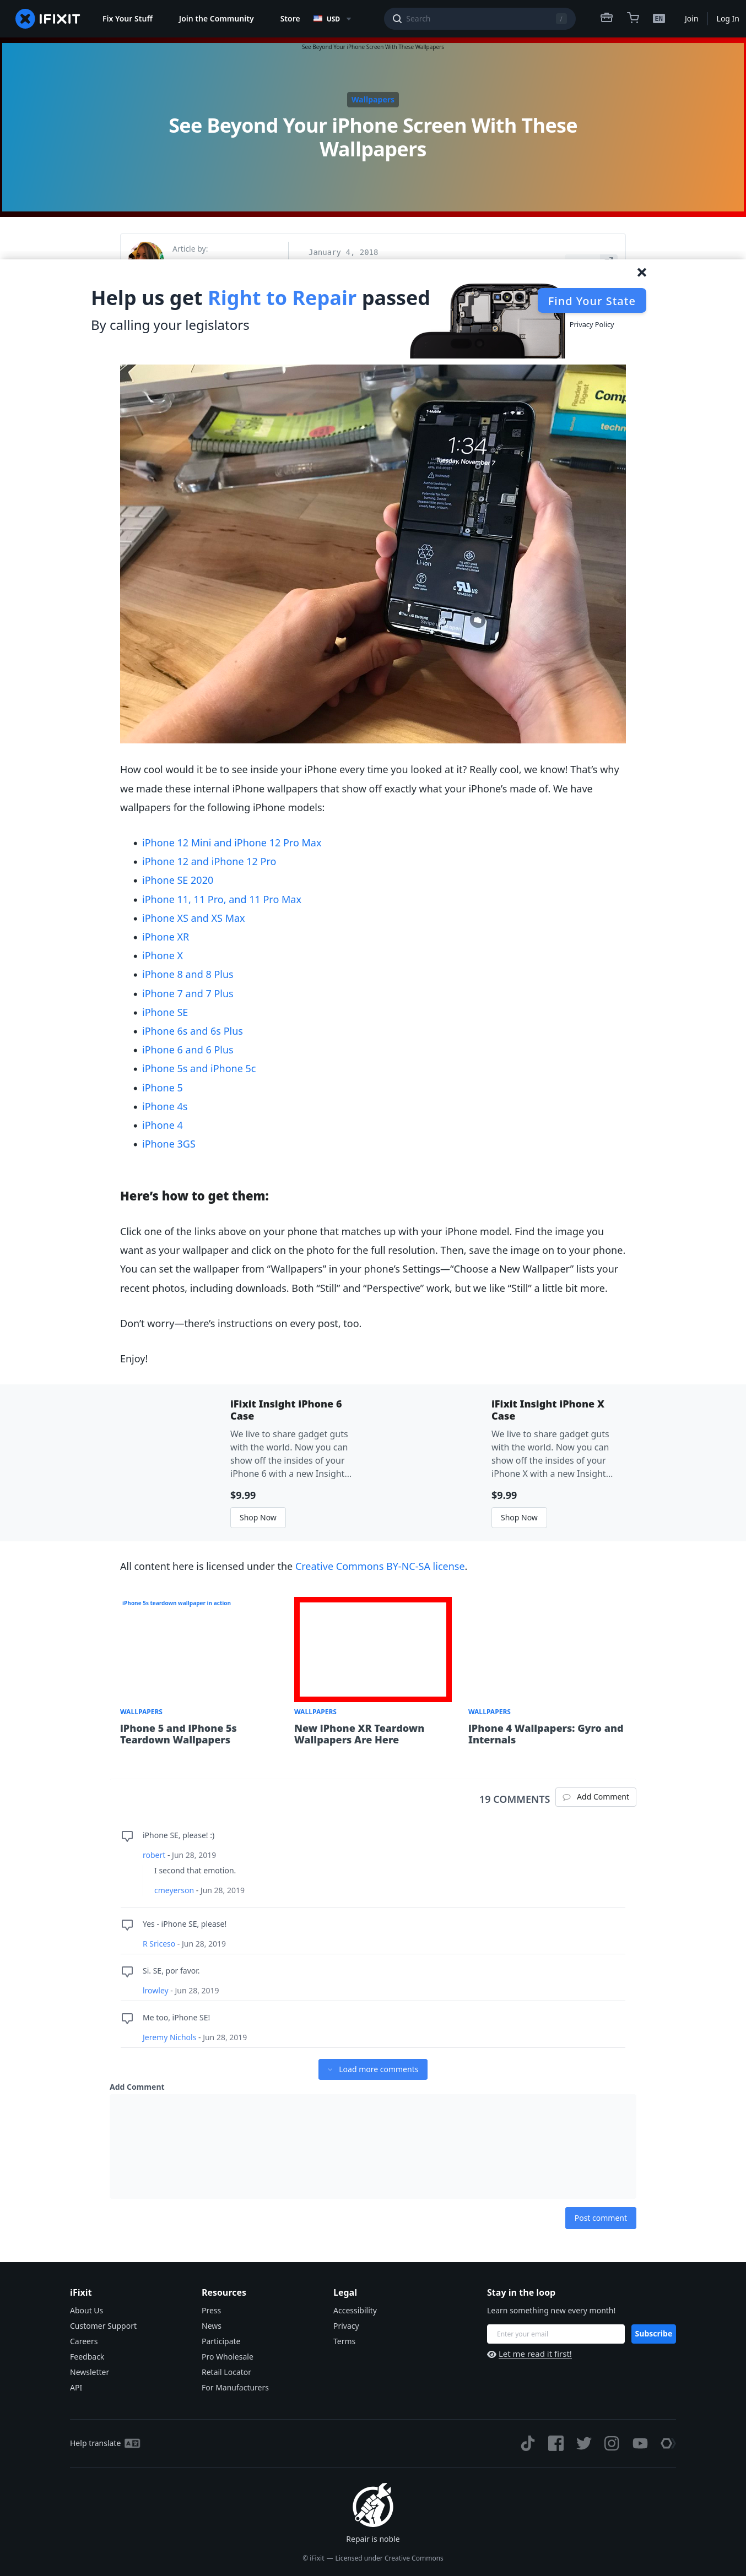 IFIXIT
Fix Your Stuff
Join the Community
Store
USD
Search
/
EN
Join
Log In
See Beyond Your iPhone Screen With These Wallpapers
Wallpapers
See Beyond Your iPhone Screen With These
Wallpapers
Article by:
January 4, 2018
Help us get Right to Repair passed
By calling your legislators
Find Your State
Privacy Policy
T-Mobile
1:34
Tuesday, November 7
Li-ion
Reader's
Digest
Comp
How cool would it be to see inside your iPhone every time you looked at it? Really cool, we know! That’s why
we made these internal iPhone wallpapers that show off exactly what your iPhone’s made of. We have
wallpapers for the following iPhone models:
iPhone 12 Mini and iPhone 12 Pro Max
iPhone 12 and iPhone 12 Pro
iPhone SE 2020
iPhone 11, 11 Pro, and 11 Pro Max
iPhone XS and XS Max
iPhone XR
iPhone X
iPhone 8 and 8 Plus
iPhone 7 and 7 Plus
iPhone SE
iPhone 6s and 6s Plus
iPhone 6 and 6 Plus
iPhone 5s and iPhone 5c
iPhone 5
iPhone 4s
iPhone 4
iPhone 3GS
Here’s how to get them:
Click one of the links above on your phone that matches up with your iPhone model. Find the image you
want as your wallpaper and click on the photo for the full resolution. Then, save the image on to your phone.
You can set the wallpaper from “Wallpapers” in your phone’s Settings—“Choose a New Wallpaper” lists your
recent photos, including downloads. Both “Still” and “Perspective” work, but we like “Still” a little bit more.
Don’t worry—there’s instructions on every post, too.
Enjoy!
iFixit Insight iPhone 6
Case
We live to share gadget guts
with the world. Now you can
show off the insides of your
iPhone 6 with a new Insight...
$9.99
Shop Now
iFixit Insight iPhone X
Case
We live to share gadget guts
with the world. Now you can
show off the insides of your
iPhone X with a new Insight...
$9.99
Shop Now
All content here is licensed under the Creative Commons BY-NC-SA license.
iPhone 5s teardown wallpaper in action
WALLPAPERS
iPhone 5 and iPhone 5s
Teardown Wallpapers
WALLPAPERS
New iPhone XR Teardown
Wallpapers Are Here
WALLPAPERS
iPhone 4 Wallpapers: Gyro and
Internals
19 COMMENTS
Add Comment
iPhone SE, please! :)
robert - Jun 28, 2019
I second that emotion.
cmeyerson - Jun 28, 2019
Yes - iPhone SE, please!
R Sriceso - Jun 28, 2019
Si. SE, por favor.
lrowley - Jun 28, 2019
Me too, iPhone SE!
Jeremy Nichols - Jun 28, 2019
Load more comments
Add Comment
Post comment
iFixit
About Us
Customer Support
Careers
Feedback
Newsletter
API
Resources
Press
News
Participate
Pro Wholesale
Retail Locator
For Manufacturers
Legal
Accessibility
Privacy
Terms
Stay in the loop
Learn something new every month!
Enter your email
Subscribe
Let me read it first!
Help translate
Repair is noble
© iFixit — Licensed under Creative Commons